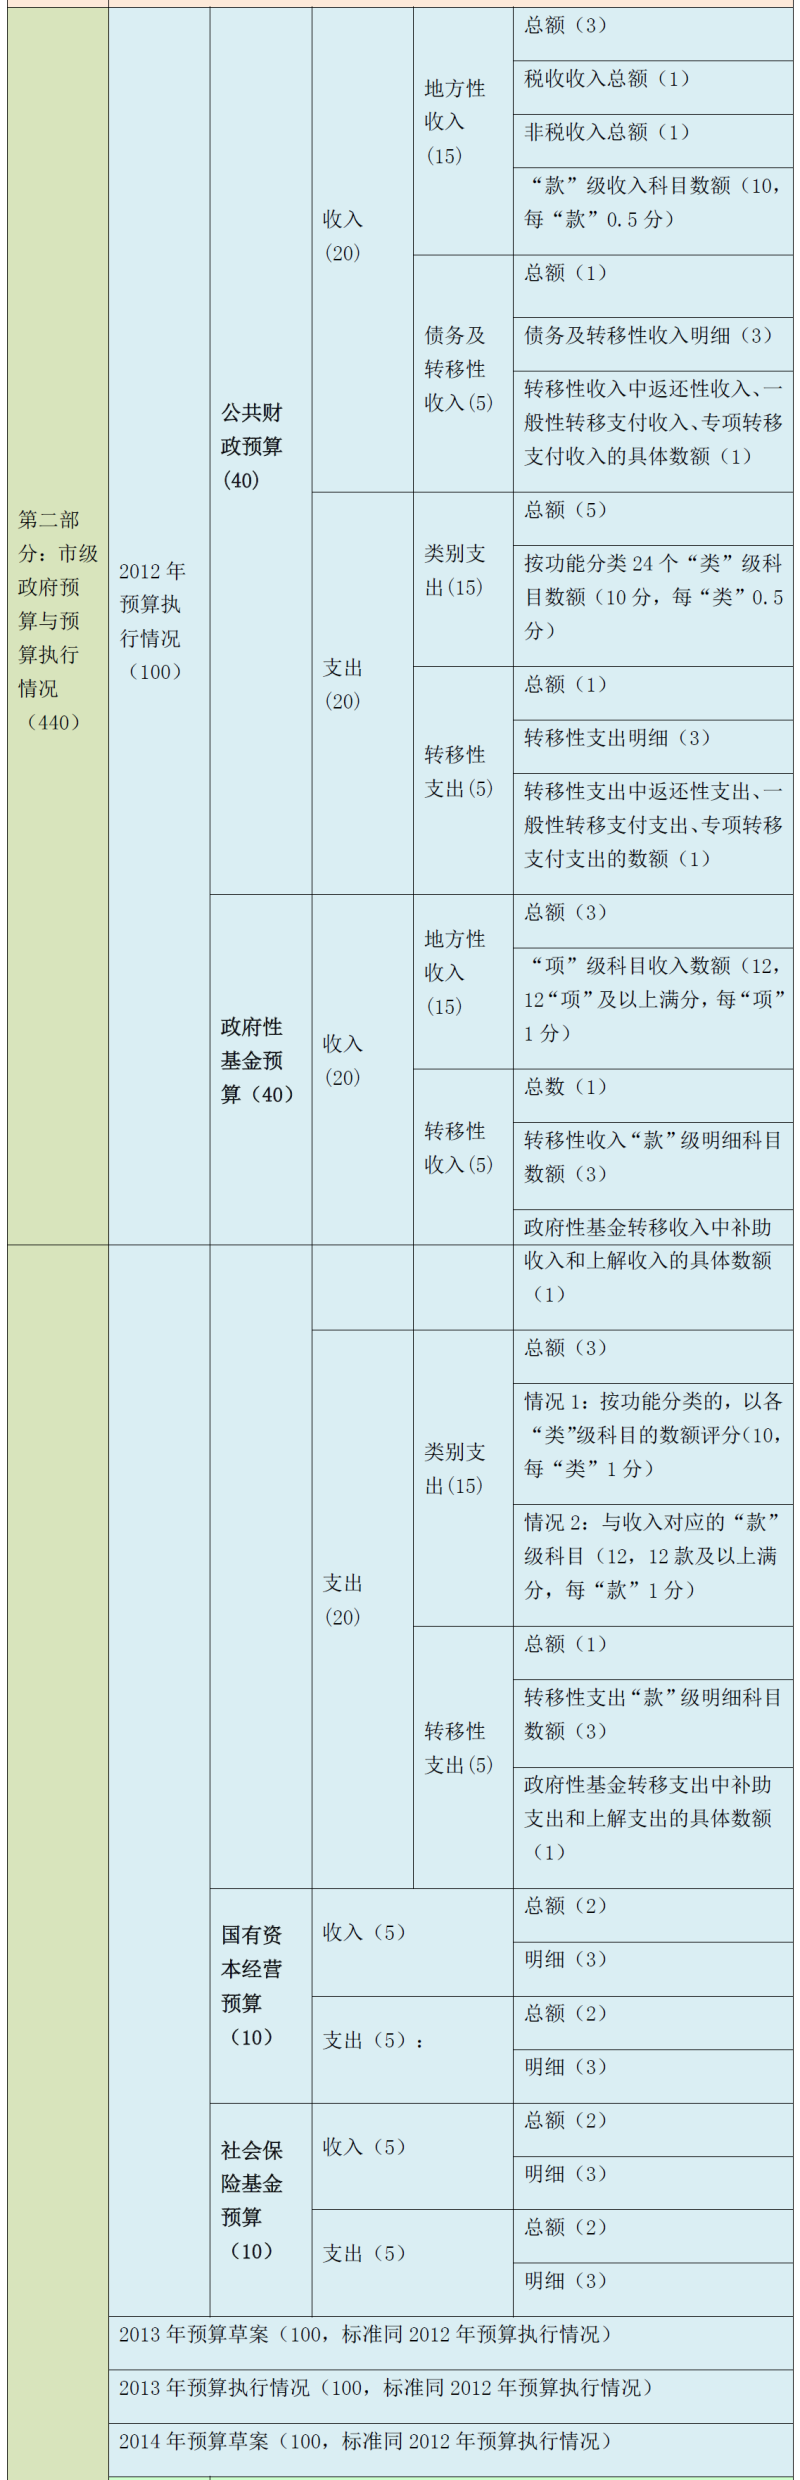 第二部
分：市级
政府预
算与预
算执行
情况
（440）
2012 年
预算执
行情况
（100）
公共财
政预算
(40)
收入
(20)
地方性
收入
(15)
总额（3）
税收收入总额（1）
非税收入总额（1）
“款”级收入科目数额（10，
每“款”0.5 分）
债务及
转移性
收入(5)
总额（1）
债务及转移性收入明细（3）
转移性收入中返还性收入、一
般性转移支付收入、专项转移
支付收入的具体数额（1）
支出
(20)
类别支
出(15)
总额（5）
按功能分类 24 个“类”级科
目数额（10 分，每“类”0.5
分）
转移性
支出(5)
总额（1）
转移性支出明细（3）
转移性支出中返还性支出、一
般性转移支付支出、专项转移
支付支出的数额（1）
政府性
基金预
算（40）
收入
(20)
地方性
收入
(15)
总额（3）
“项”级科目收入数额（12，
12“项”及以上满分，每“项”
1 分）
转移性
收入(5)
总数（1）
转移性收入“款”级明细科目
数额（3）
政府性基金转移收入中补助
收入和上解收入的具体数额
（1）
支出
(20)
类别支
出(15)
总额（3）
情况 1：按功能分类的，以各
“类”级科目的数额评分(10，
每“类”1 分）
情况 2：与收入对应的“款”
级科目（12，12 款及以上满
分，每“款”1 分）
转移性
支出(5)
总额（1）
转移性支出“款”级明细科目
数额（3）
政府性基金转移支出中补助
支出和上解支出的具体数额
（1）
国有资
本经营
预算
（10）
收入（5）
总额（2）
明细（3）
支出（5）：
总额（2）
明细（3）
社会保
险基金
预算
（10）
收入（5）
总额（2）
明细（3）
支出（5）
总额（2）
明细（3）
2013 年预算草案（100，标准同 2012 年预算执行情况）
2013 年预算执行情况（100，标准同 2012 年预算执行情况）
2014 年预算草案（100，标准同 2012 年预算执行情况）